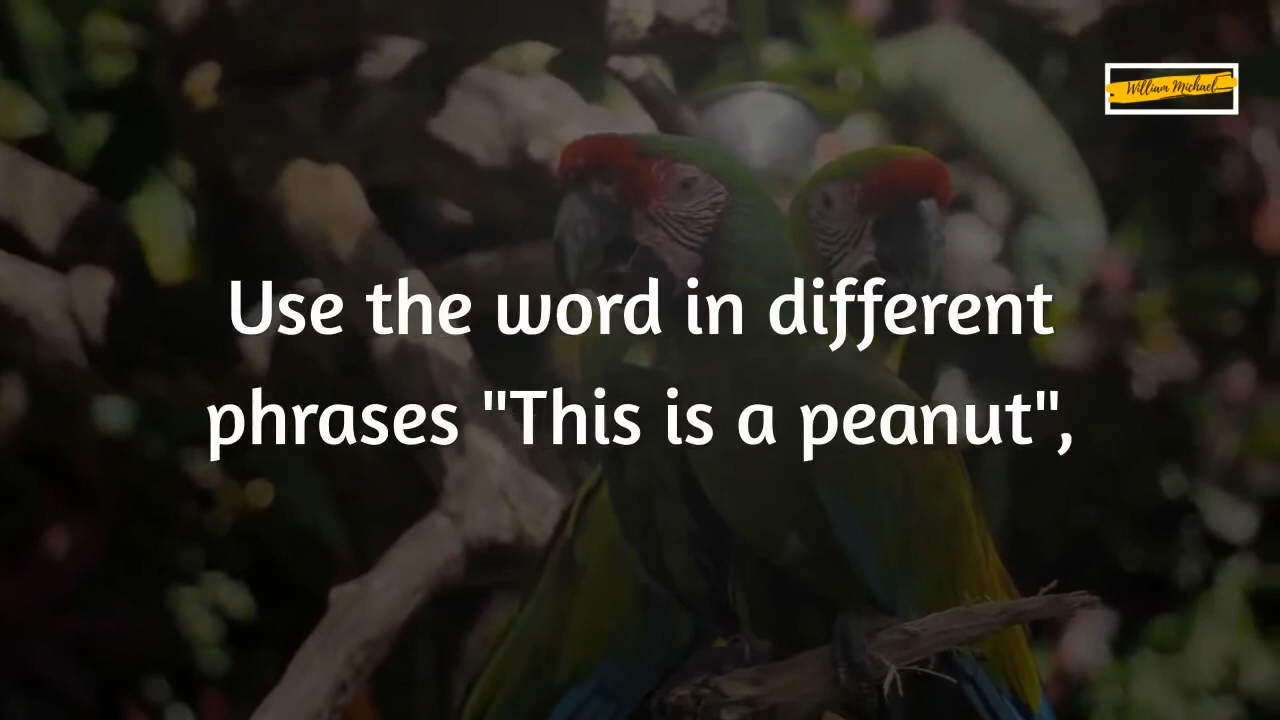 William Michael
Use the word in different
phrases "This is a peanut",